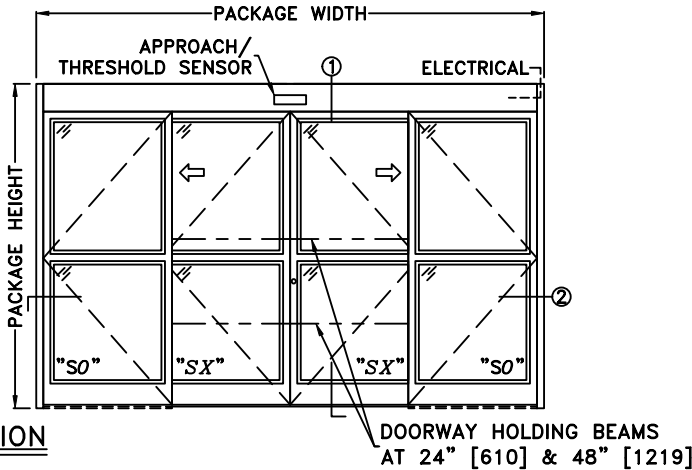 PACKAGE WIDTH
APPROACH/
THRESHOLD SENSOR
1
ELECTRICAL
PACKAGE HEIGHT
2
"SO"
"SX"
"SX"
"SO"
ION
DOORWAY HOLDING BEAMS
AT 24" [610] & 48" [1219]